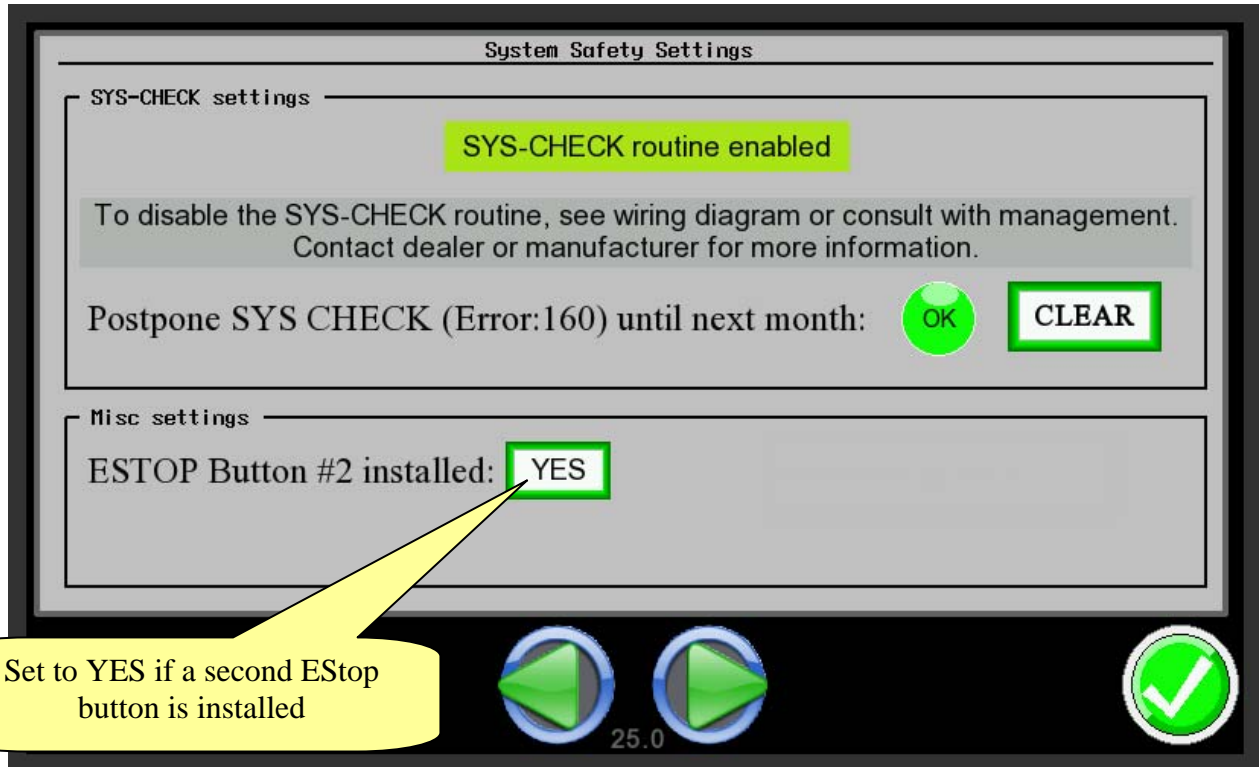 System Safety Settings
SYS-CHECK settings
SYS-CHECK routine enabled
To disable the SYS-CHECK routine, see wiring diagram or consult with management.
Contact dealer or manufacturer for more information.
Postpone SYS CHECK (Error:160) until next month: OK CLEAR
Misc settings
ESTOP Button #2 installed: YES
Set to YES if a second EStop
button is installed
25.0